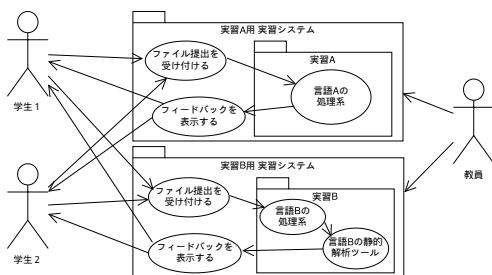 実習A用 実習システム
ファイル提出を
受け付ける
実習A
言語Aの
処理系
フィードバックを
表示する
学生1
教員
実習B用 実習システム
ファイル提出を
受け付ける
実習B
言語Bの
処理系
言語Bの静的
解析ツール
フィードバックを
表示する
学生2